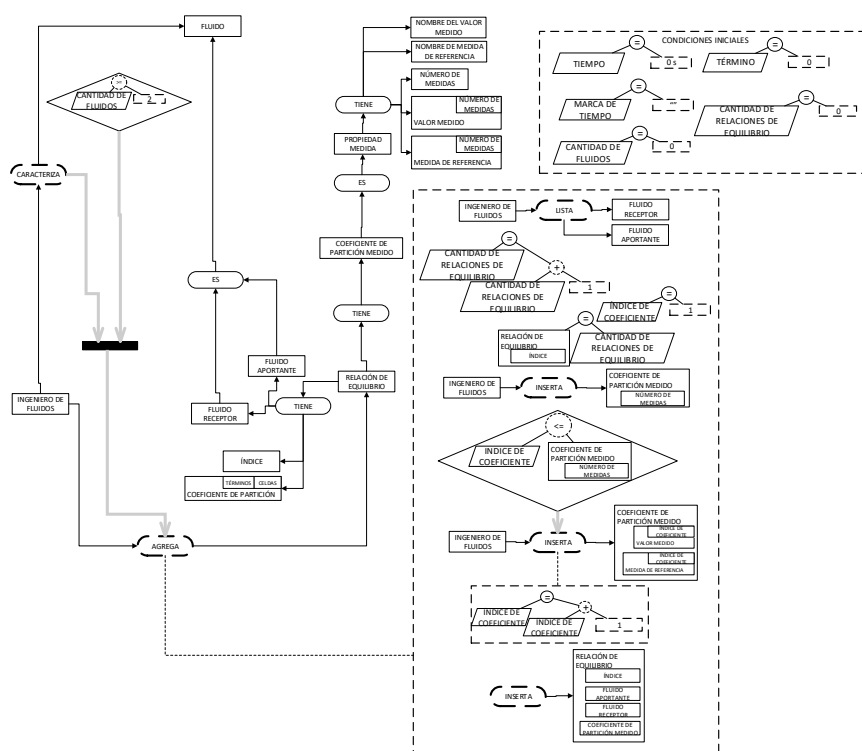 FLUIDO
>=
CANTIDAD DE
FLUIDOS
2
CARACTERIZA
INGENIERO DE
FLUIDOS
AGREGA
ES
FLUIDO
RECEPTOR
FLUIDO
APORTANTE
TIENE
ÍNDICE
TÉRMINOS
CELDAS
COEFICIENTE DE PARTICIÓN
RELACIÓN DE
EQUILIBRIO
TIENE
COEFICIENTE DE
PARTICIÓN MEDIDO
ES
PROPIEDAD
MEDIDA
TIENE
NOMBRE DEL VALOR
MEDIDO
NOMBRE DE MEDIDA
DE REFERENCIA
NÚMERO DE
MEDIDAS
NÚMERO DE
MEDIDAS
VALOR MEDIDO
NÚMERO DE
MEDIDAS
MEDIDA DE REFERENCIA
CONDICIONES INICIALES
=
TIEMPO
0 s
=
TÉRMINO
0
=
MARCA DE
TIEMPO
“”
=
CANTIDAD DE
RELACIONES DE
EQUILIBRIO
0
=
CANTIDAD DE
FLUIDOS
0
INGENIERO DE
FLUIDOS
LISTA
FLUIDO
RECEPTOR
FLUIDO
APORTANTE
=
CANTIDAD DE
RELACIONES DE
EQUILIBRIO
+
CANTIDAD DE
RELACIONES DE
EQUILIBRIO
1
=
ÍNDICE DE
COEFICIENTE
1
=
RELACIÓN DE
EQUILIBRIO
ÍNDICE
CANTIDAD DE
RELACIONES DE
EQUILIBRIO
INGENIERO DE
FLUIDOS
INSERTA
COEFICIENTE DE
PARTICIÓN MEDIDO
NÚMERO DE
MEDIDAS
<=
ÍNDICE DE
COEFICIENTE
COEFICIENTE DE
PARTICIÓN MEDIDO
NÚMERO DE
MEDIDAS
INGENIERO DE
FLUIDOS
INSERTA
COEFICIENTE DE
PARTICIÓN MEDIDO
ÍNDICE DE
COEFICIENTE
VALOR MEDIDO
ÍNDICE DE
COEFICIENTE
MEDIDA DE REFERENCIA
=
ÍNDICE DE
COEFICIENTE
+
ÍNDICE DE
COEFICIENTE
1
INSERTA
RELACIÓN DE
EQUILIBRIO
ÍNDICE
FLUIDO
APORTANTE
FLUIDO
RECEPTOR
COEFICIENTE DE
PARTICIÓN MEDIDO